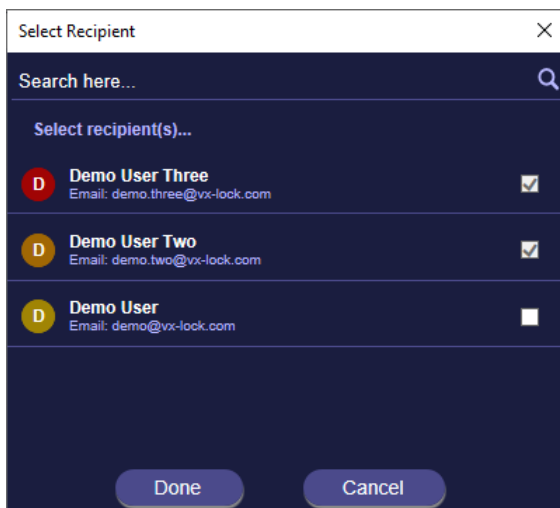 Select Recipient
Search here...
Select recipient(s)...
D
Demo User Three
Email: demo.three@vx-lock.com
D
Demo User Two
Email: demo.two@vx-lock.com
D
Demo User
Email: demo@vx-lock.com
Done
Cancel